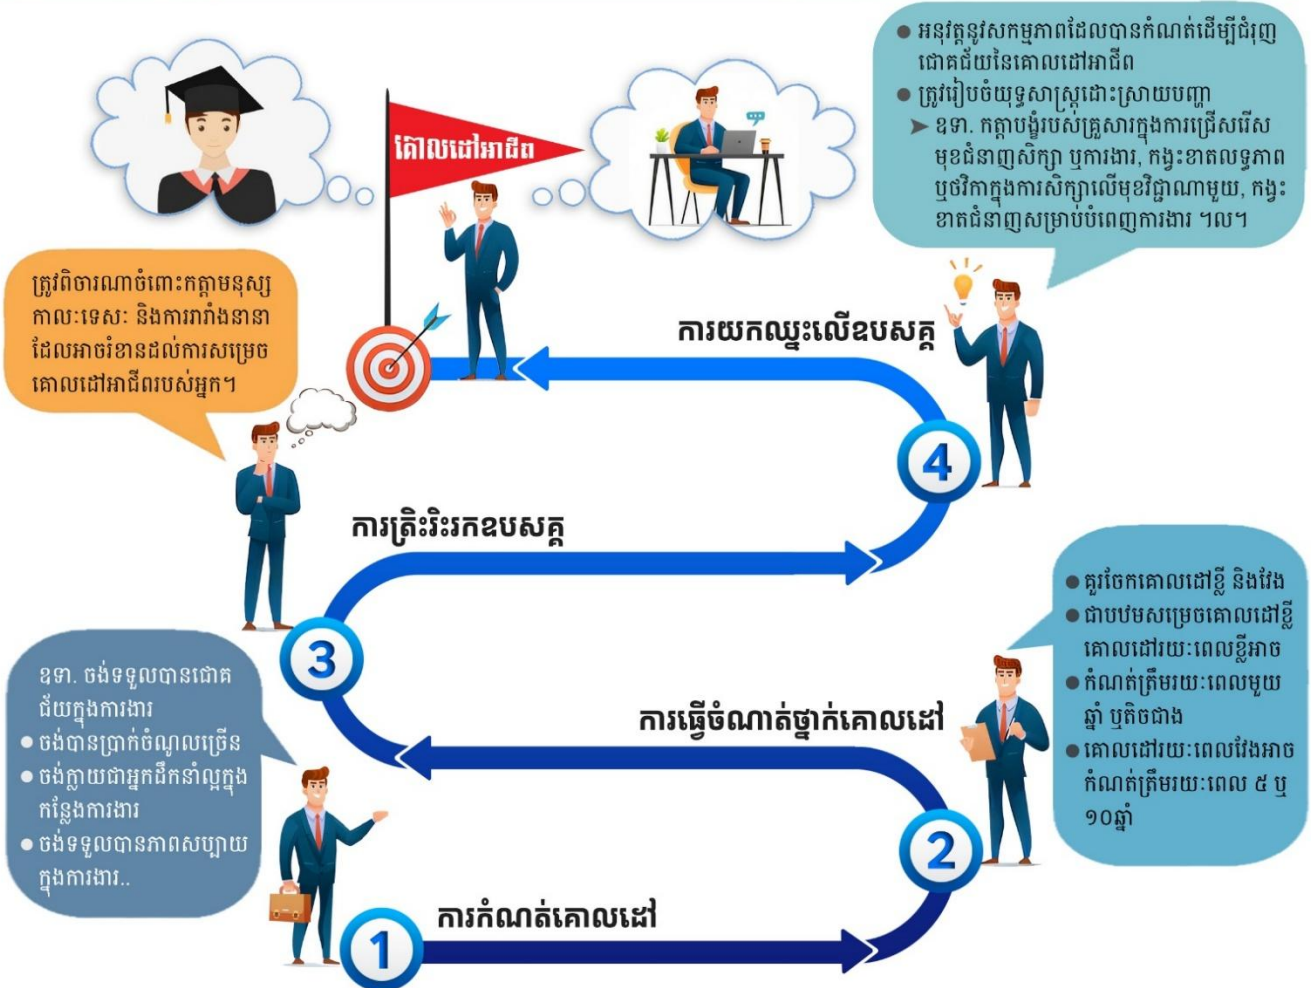 អនុវត្តនូវសកម្មភាពដែលបានកំណត់ដើម្បីជំរុញ
ជោគជ័យនៃគោលដៅអាជីព
ត្រូវរៀបចំយុទ្ធសាស្ត្រដោះស្រាយបញ្ហា
ឧទា. កត្តាបង្ខំរបស់គ្រួសារក្នុងការជ្រើសរើស
មុខជំនាញសិក្សា ឬការងារ, កង្វះខាតលទ្ធភាព
ឬថវិកាក្នុងការសិក្សាលើមុខវិជ្ជាណាមួយ, កង្វះ
ខាតជំនាញសម្រាប់បំពេញការងារ ។ល។
គោលដៅអាជីព
ត្រូវពិចារណាចំពោះកត្តាមនុស្ស
កាលៈទេសៈ និងការរារាំងនានា
ដែលអាចរំខានដល់ការសម្រេច
គោលដៅអាជីពរបស់អ្នក។
ការយកឈ្នះលើឧបសគ្គ
4
ការត្រិះរិះរកឧបសគ្គ
3
គួរចែកគោលដៅខ្លី និងវែង
ជាបឋមសម្រេចគោលដៅខ្លី
គោលដៅរយៈពេលខ្លីអាច
កំណត់ត្រឹមរយៈពេលមួយ
ឆ្នាំ ឬតិចជាង
គោលដៅរយៈពេលវែងអាច
កំណត់ត្រឹមរយៈពេល ៥ ឬ
១០ឆ្នាំ
ការធ្វើចំណាត់ថ្នាក់គោលដៅ
2
ឧទា. ចង់ទទួលបានជោគ
ជ័យក្នុងការងារ
ចង់បានប្រាក់ចំណូលច្រើន
ចង់ក្លាយជាអ្នកដឹកនាំល្អក្នុង
កន្លែងការងារ
ចង់ទទួលបានភាពសប្បាយ
ក្នុងការងារ..
ការកំណត់គោលដៅ
1